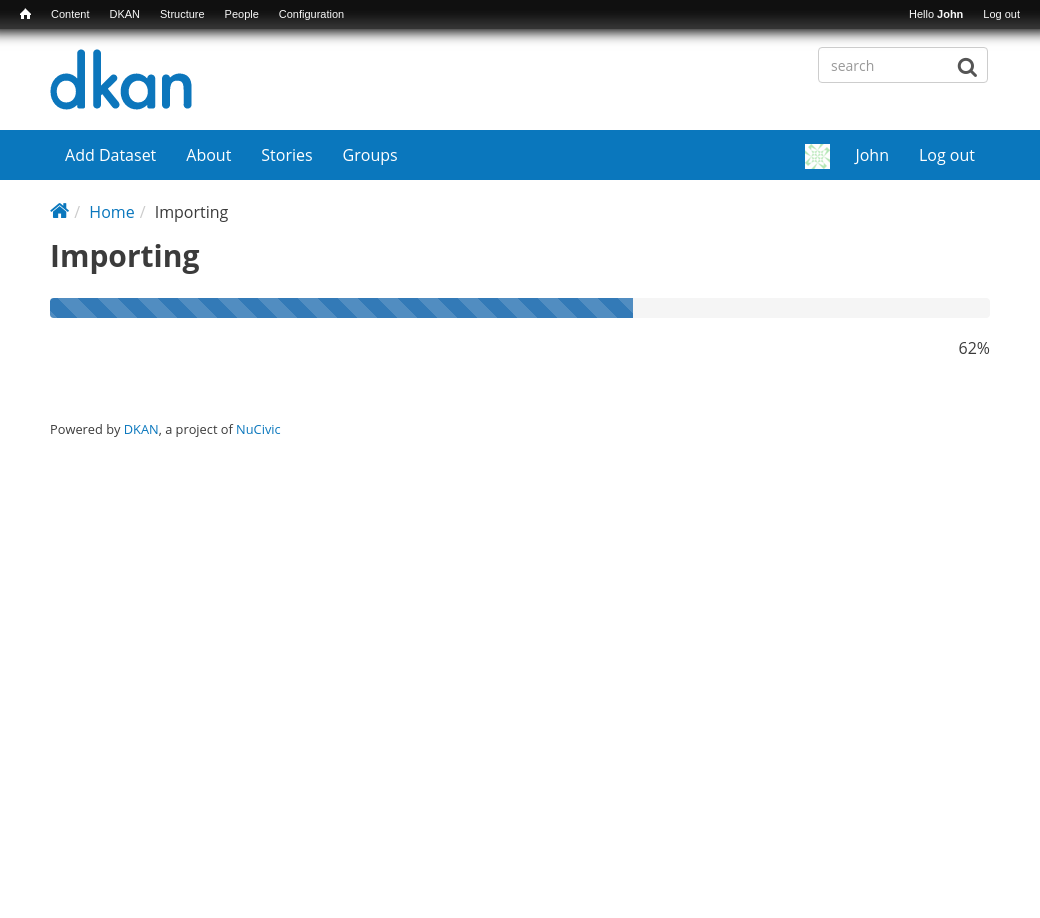 Content DKAN Structure People Configuration Hello John Log out
dkan
search
Add Dataset About Stories Groups John Log out
/ Home / Importing
Importing
62%
Powered by DKAN, a project of NuCivic